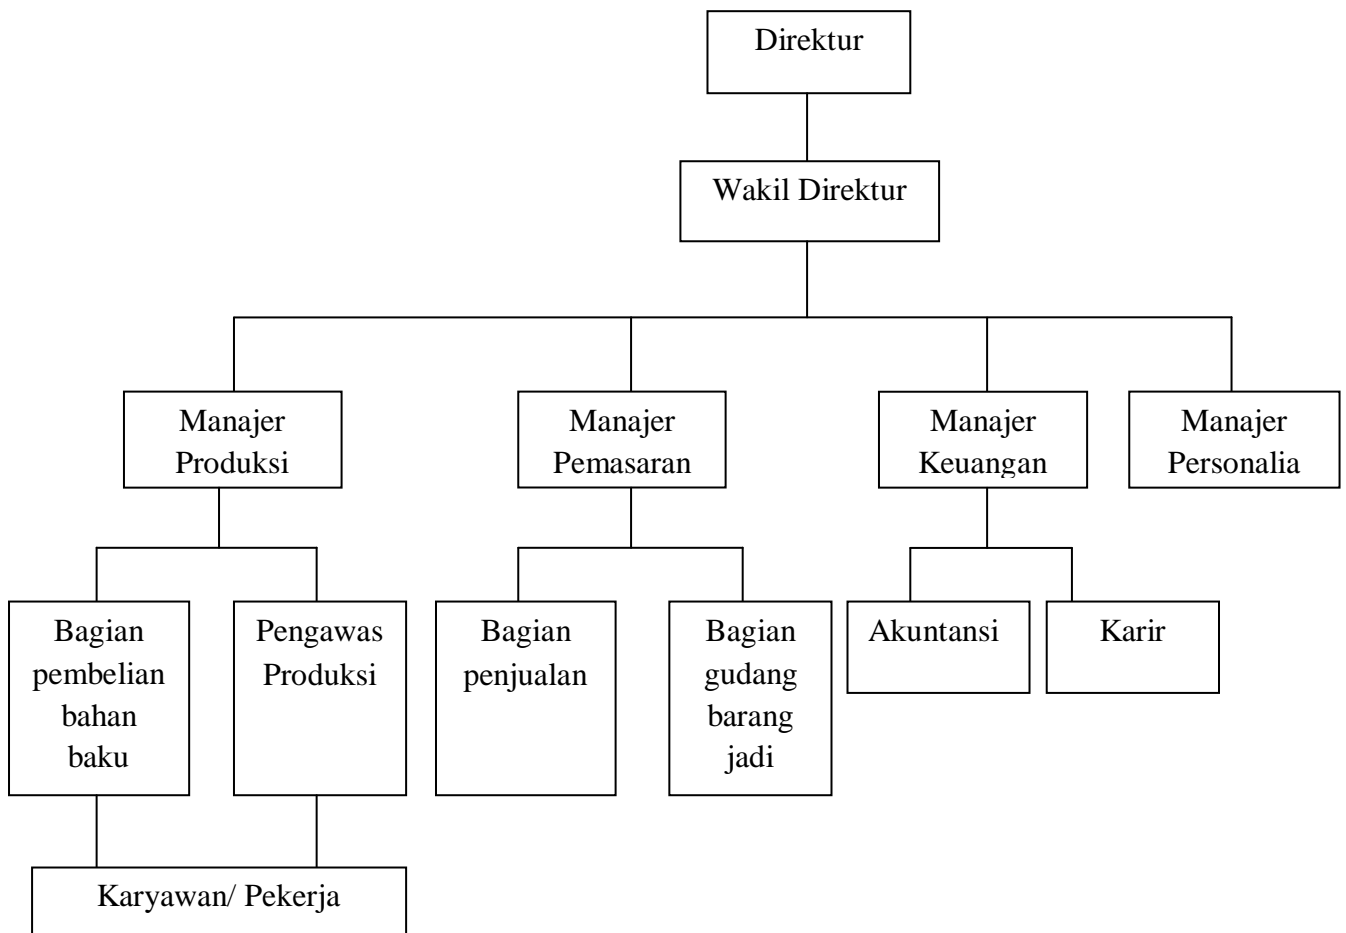 Direktur
Wakil Direktur
Manajer
Produksi
Manajer
Pemasaran
Manajer
Keuangan
Manajer
Personalia
Bagian
pembelian
bahan
baku
Pengawas
Produksi
Bagian
penjualan
Bagian
gudang
barang
jadi
Akuntansi
Karir
Karyawan/ Pekerja